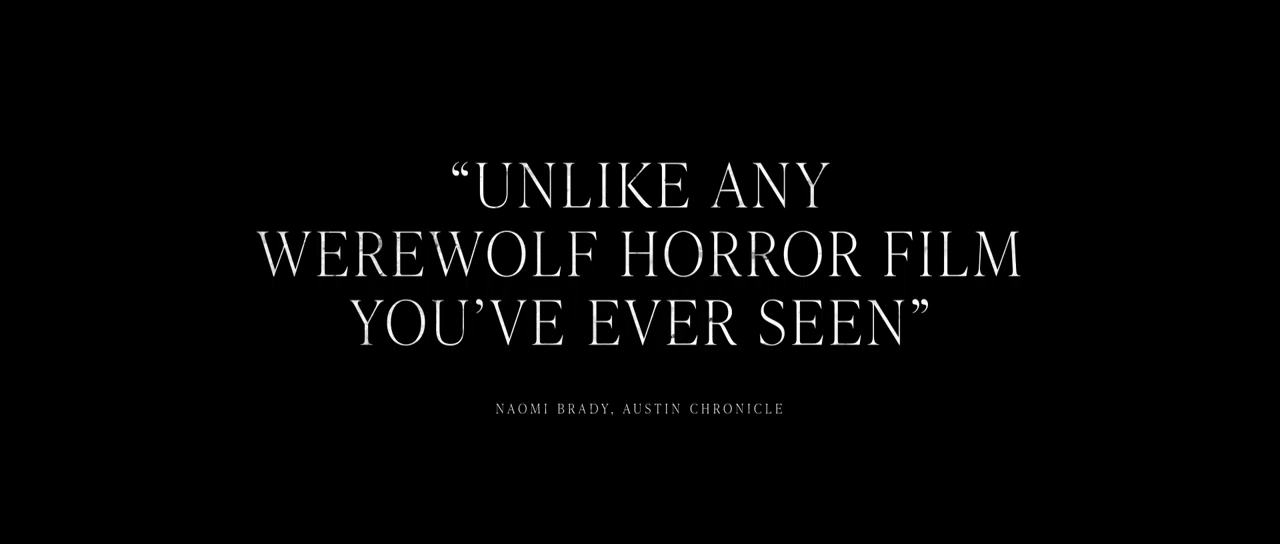 “UNLIKE ANY
WEREWOLF HORROR FILM
YOU’VE EVER SEEN”
NAOMI BRADY, AUSTIN CHRONICLE